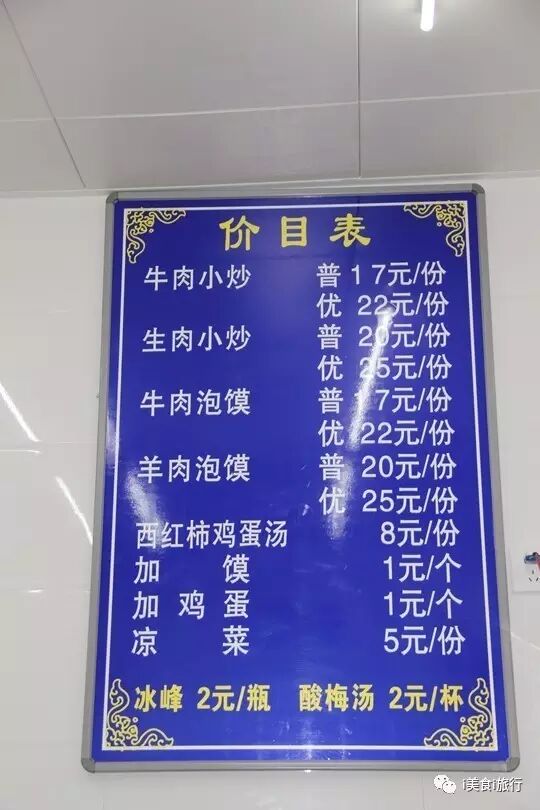 价目表
牛肉小炒 普 17元/份
优 22元/份
生肉小炒 普 20元/份
优 25元/份
牛肉泡馍 普 17元/份
优 22元/份
羊肉泡馍 普 20元/份
优 25元/份
西红柿鸡蛋汤 8元/份
加馍 1元/个
加鸡蛋 1元/个
凉菜 5元/份
冰峰 2元/瓶 酸梅汤 2元/杯
i美食i旅行